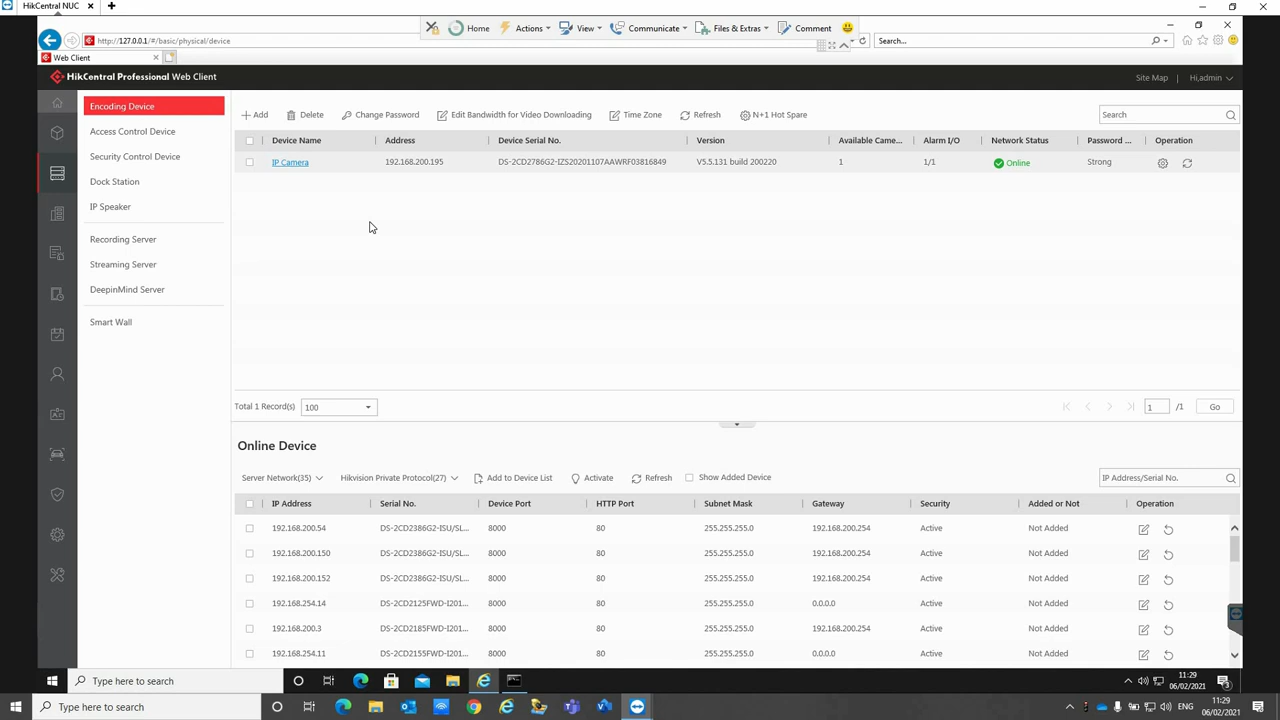 HikCentral NUC
Home Actions View Communicate Files & Extras Comment
http://127.0.0.1/#/basic/physical/device
Search...
Web Client
HikCentral Professional Web Client
Site Map Hi,admin
Encoding Device
Access Control Device
Security Control Device
Dock Station
IP Speaker
Recording Server
Streaming Server
DeepinMind Server
Smart Wall
Add Delete Change Password Edit Bandwidth for Video Downloading Time Zone Refresh N+1 Hot Spare Search
Device Name Address Device Serial No. Version Available Came... Alarm I/O Network Status Password ... Operation
IP Camera 192.168.200.195 DS-2CD2786G2-IZS20201107AAWRF03816849 V5.5.131 build 200220 1 1/1 Online Strong
Total 1 Record(s) 100 1 /1 Go
Online Device
Server Network(35) Hikvision Private Protocol(27) Add to Device List Activate Refresh Show Added Device IP Address/Serial No.
IP Address Serial No. Device Port HTTP Port Subnet Mask Gateway Security Added or Not Operation
192.168.200.54 DS-2CD2386G2-ISU/SL... 8000 80 255.255.255.0 192.168.200.254 Active Not Added
192.168.200.150 DS-2CD2386G2-ISU/SL... 8000 80 255.255.255.0 192.168.200.254 Active Not Added
192.168.200.152 DS-2CD2386G2-ISU/SL... 8000 80 255.255.255.0 192.168.200.254 Active Not Added
192.168.254.14 DS-2CD2125FWD-I201... 8000 80 255.255.255.0 0.0.0.0 Active Not Added
192.168.200.3 DS-2CD2185FWD-I201... 8000 80 255.255.255.0 192.168.200.254 Active Not Added
192.168.254.11 DS-2CD2155FWD-I201... 8000 80 255.255.255.0 0.0.0.0 Active Not Added
Type here to search
11:29
06/02/2021
3
Type here to search
11:29
06/02/2021